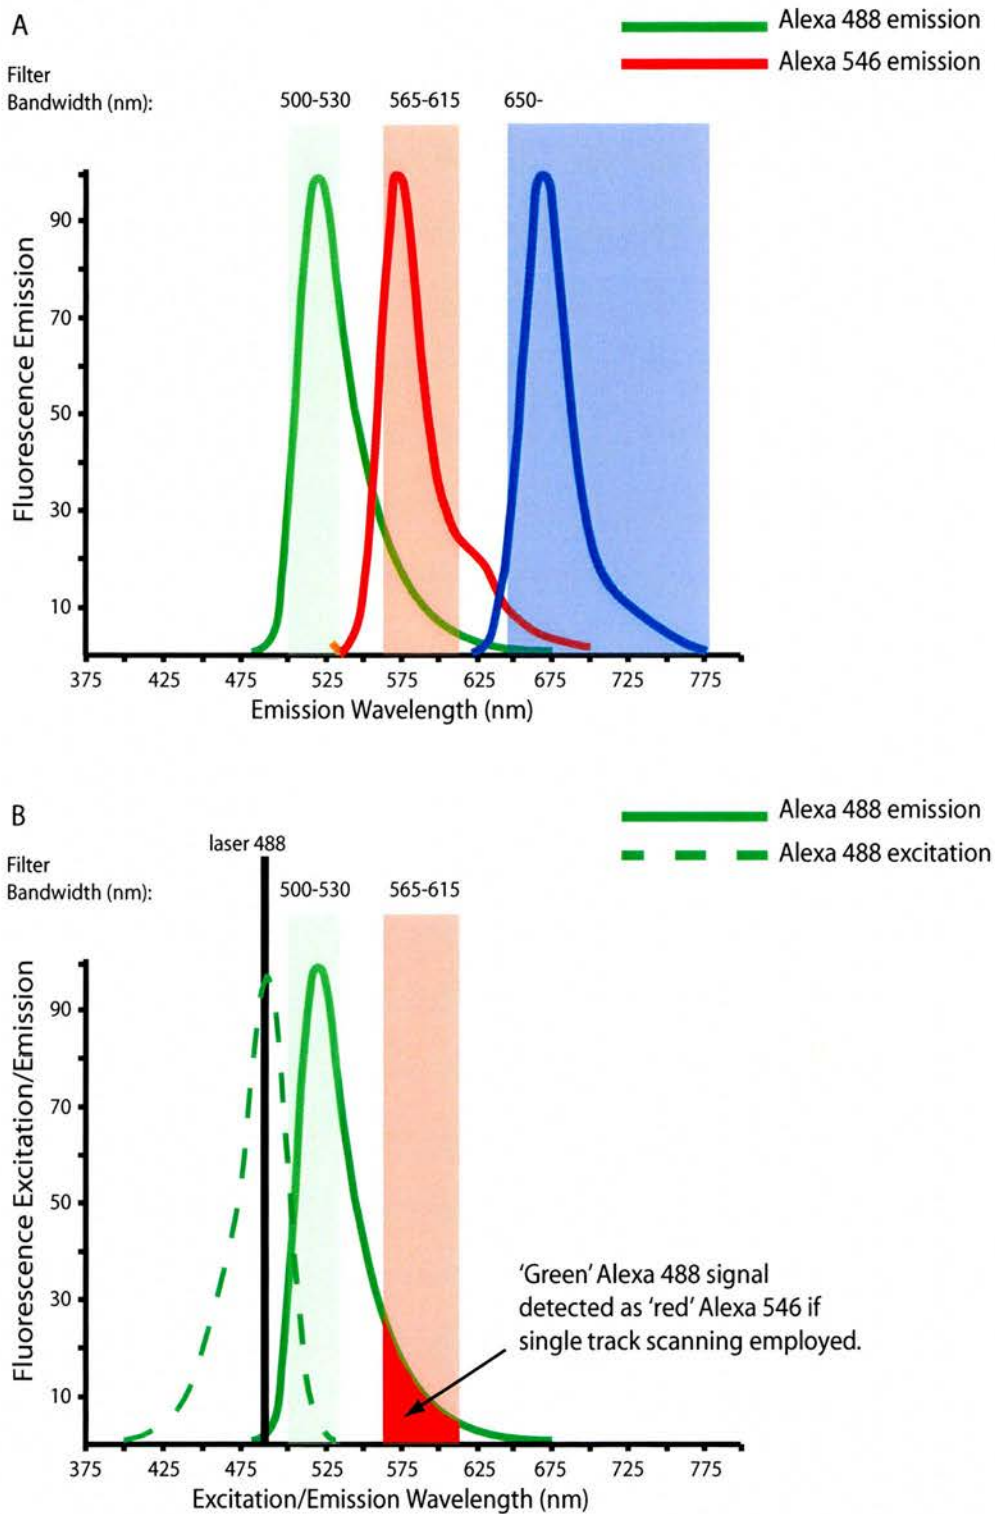 A
Alexa 488 emission
Alexa 546 emission
Filter
Bandwidth (nm):
500-530
565-615
650-
Fluorescence Emission
90
70
50
30
10
375
425
475
525
575
625
675
725
775
Emission Wavelength (nm)
B
Alexa 488 emission
Alexa 488 excitation
laser 488
Filter
Bandwidth (nm):
500-530
565-615
Fluorescence Excitation/Emission
90
70
50
30
10
'Green' Alexa 488 signal
detected as 'red' Alexa 546 if
single track scanning employed.
375
425
475
525
575
625
675
725
775
Excitation/Emission Wavelength (nm)